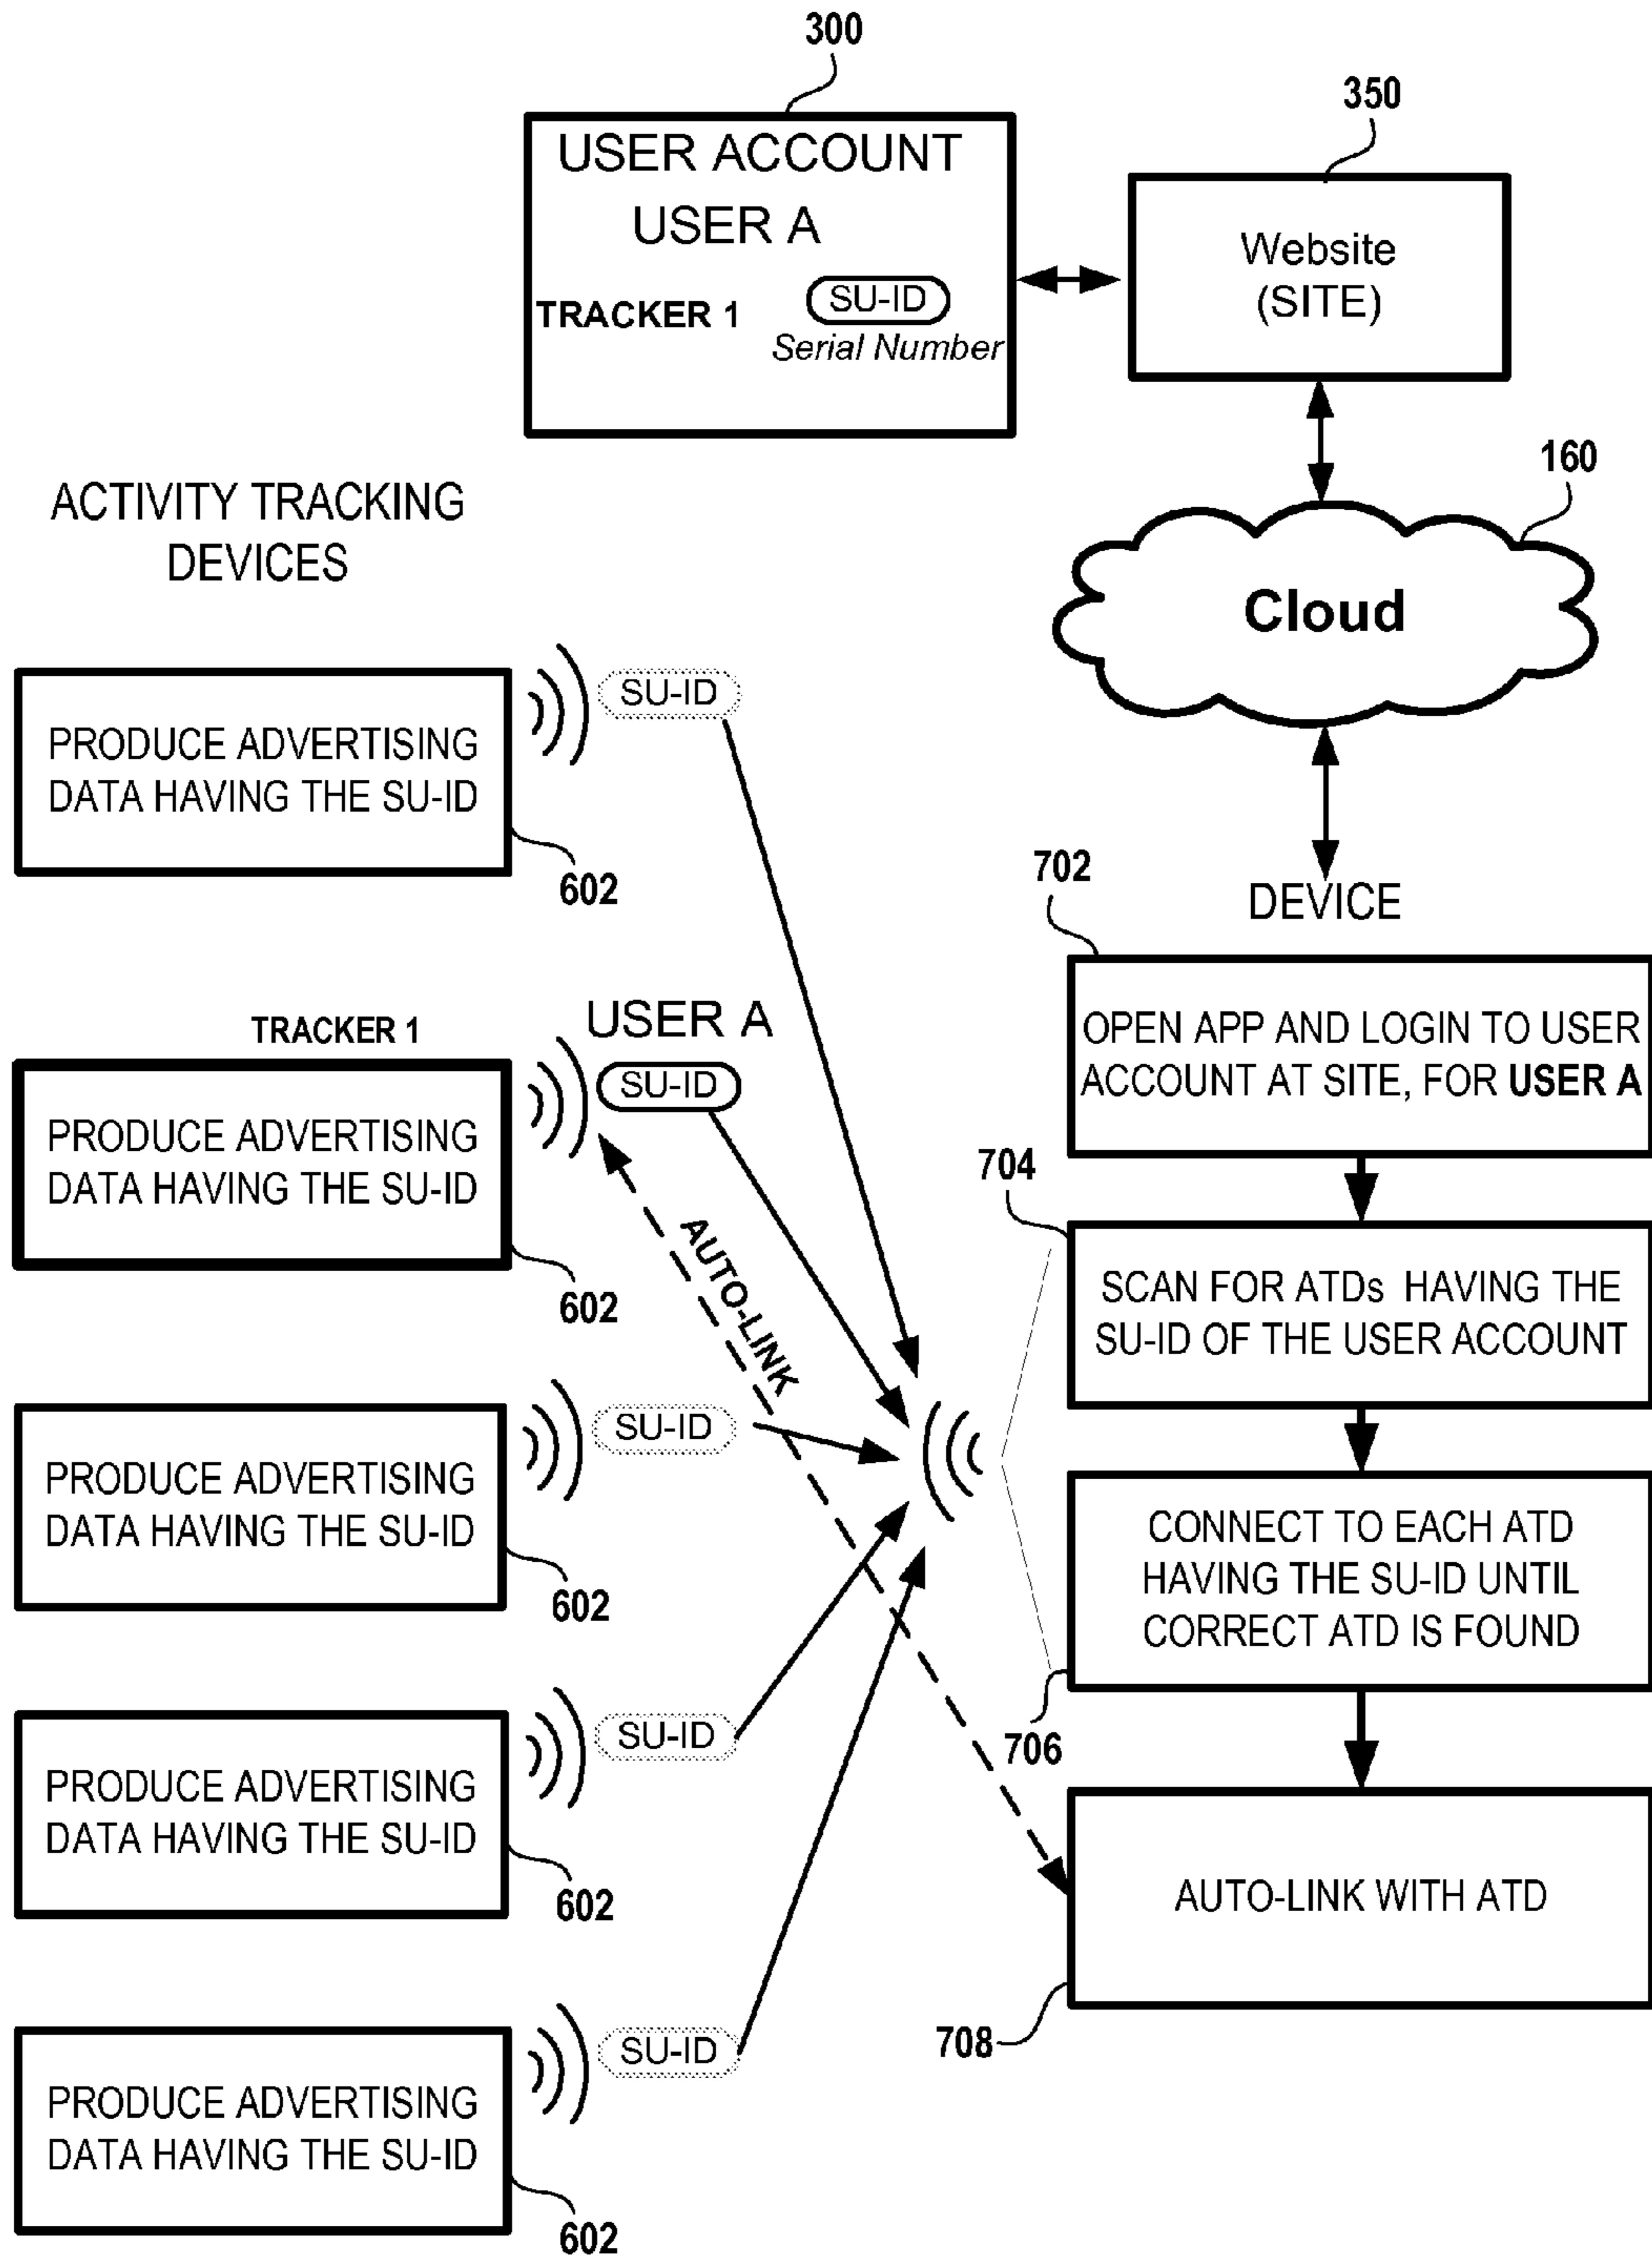 300
USER ACCOUNT
USER A
TRACKER 1
SU-ID
Serial Number
350
Website
(SITE)
160
Cloud
ACTIVITY TRACKING
DEVICES
PRODUCE ADVERTISING
DATA HAVING THE SU-ID
SU-ID
602
TRACKER 1
USER A
PRODUCE ADVERTISING
DATA HAVING THE SU-ID
SU-ID
602
AUTO-LINK
PRODUCE ADVERTISING
DATA HAVING THE SU-ID
SU-ID
602
PRODUCE ADVERTISING
DATA HAVING THE SU-ID
SU-ID
602
PRODUCE ADVERTISING
DATA HAVING THE SU-ID
SU-ID
602
DEVICE
702
OPEN APP AND LOGIN TO USER
ACCOUNT AT SITE, FOR USER A
704
SCAN FOR ATDs HAVING THE
SU-ID OF THE USER ACCOUNT
CONNECT TO EACH ATD
HAVING THE SU-ID UNTIL
CORRECT ATD IS FOUND
706
AUTO-LINK WITH ATD
708